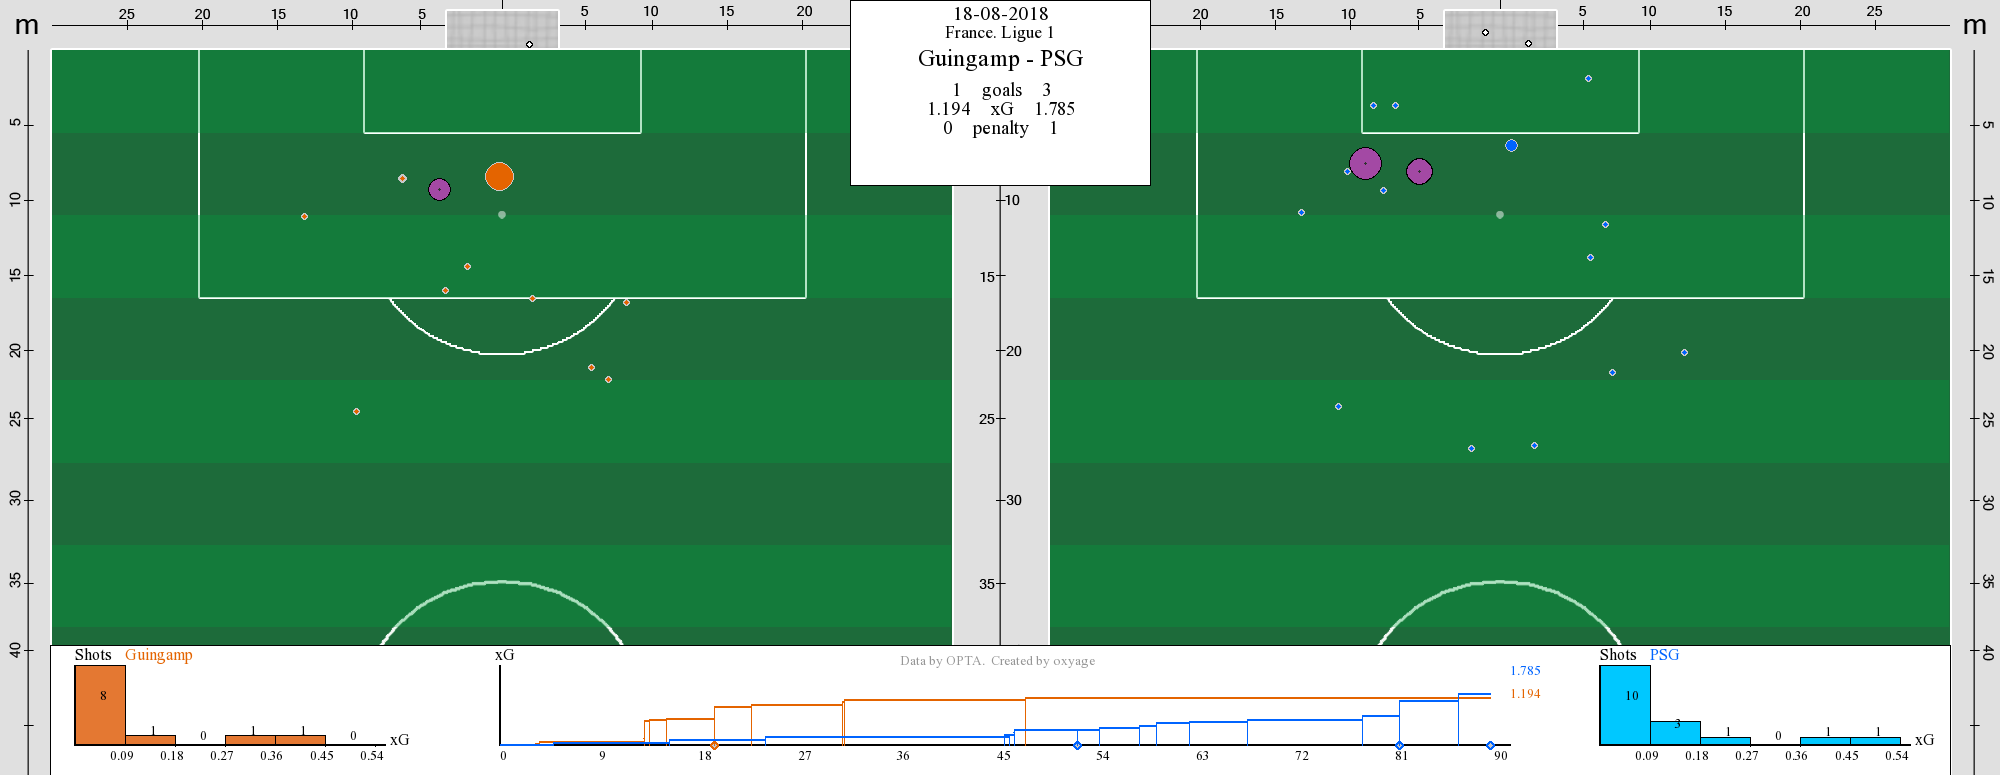 m 25 20 15 10 5 5 10 15 20
18-08-2018
France. Ligue 1
Guingamp - PSG
1 goals 3
1.194 xG 1.785
0 penalty 1
20 15 10 5 5 10 15 20 25 m
5
10
15
20
25
30
35
40
10
15
20
25
30
35
5
10
15
20
25
30
35
40
Shots Guingamp
8
1
0
1
1
0
xG
0.09 0.18 0.27 0.36 0.45 0.54
xG
Data by OPTA. Created by oxyage
1.785
1.194
0 9 18 27 36 45 54 63 72 81 90
Shots PSG
10
3
1
0
1
1
xG
0.09 0.18 0.27 0.36 0.45 0.54